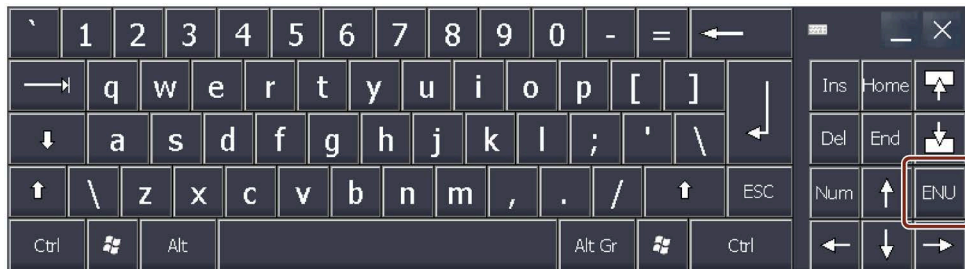 ` 1 2 3 4 5 6 7 8 9 0 - =
q w e r t y u i o p [ ] Ins Home
a s d f g h j k l ; ' \ Del End
\ z x c v b n m , . / ESC Num ENU
Ctrl Alt Alt Gr Ctrl